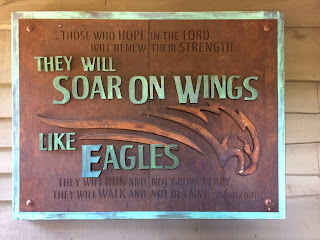 ...THOSE WHO HOPE IN THE LORD
WILL RENEW THEIR STRENGTH.
THEY WILL
SOAR ON WINGS
LIKE
EAGLES
THEY WILL RUN AND NOT GROW WEARY
THEY WILL WALK AND NOT BE FAINT.